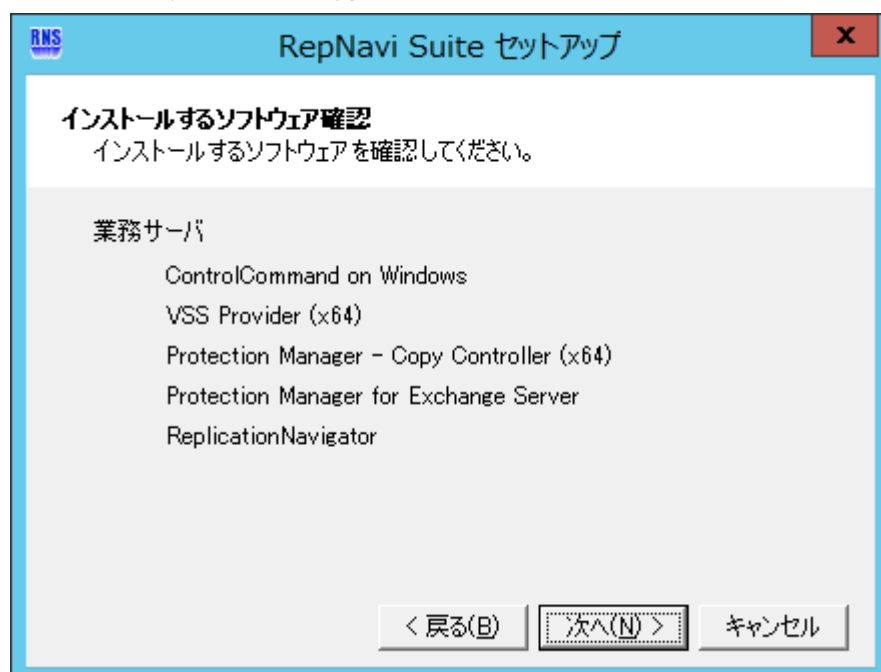 RNS
RepNavi Suite セットアップ
x
インストールするソフトウェア確認
インストールするソフトウェアを確認してください。
業務サーバ
ControlCommand on Windows
VSS Provider (x64)
Protection Manager - Copy Controller (x64)
Protection Manager for Exchange Server
ReplicationNavigator
< 戻る(B) 次へ(N) > キャンセル